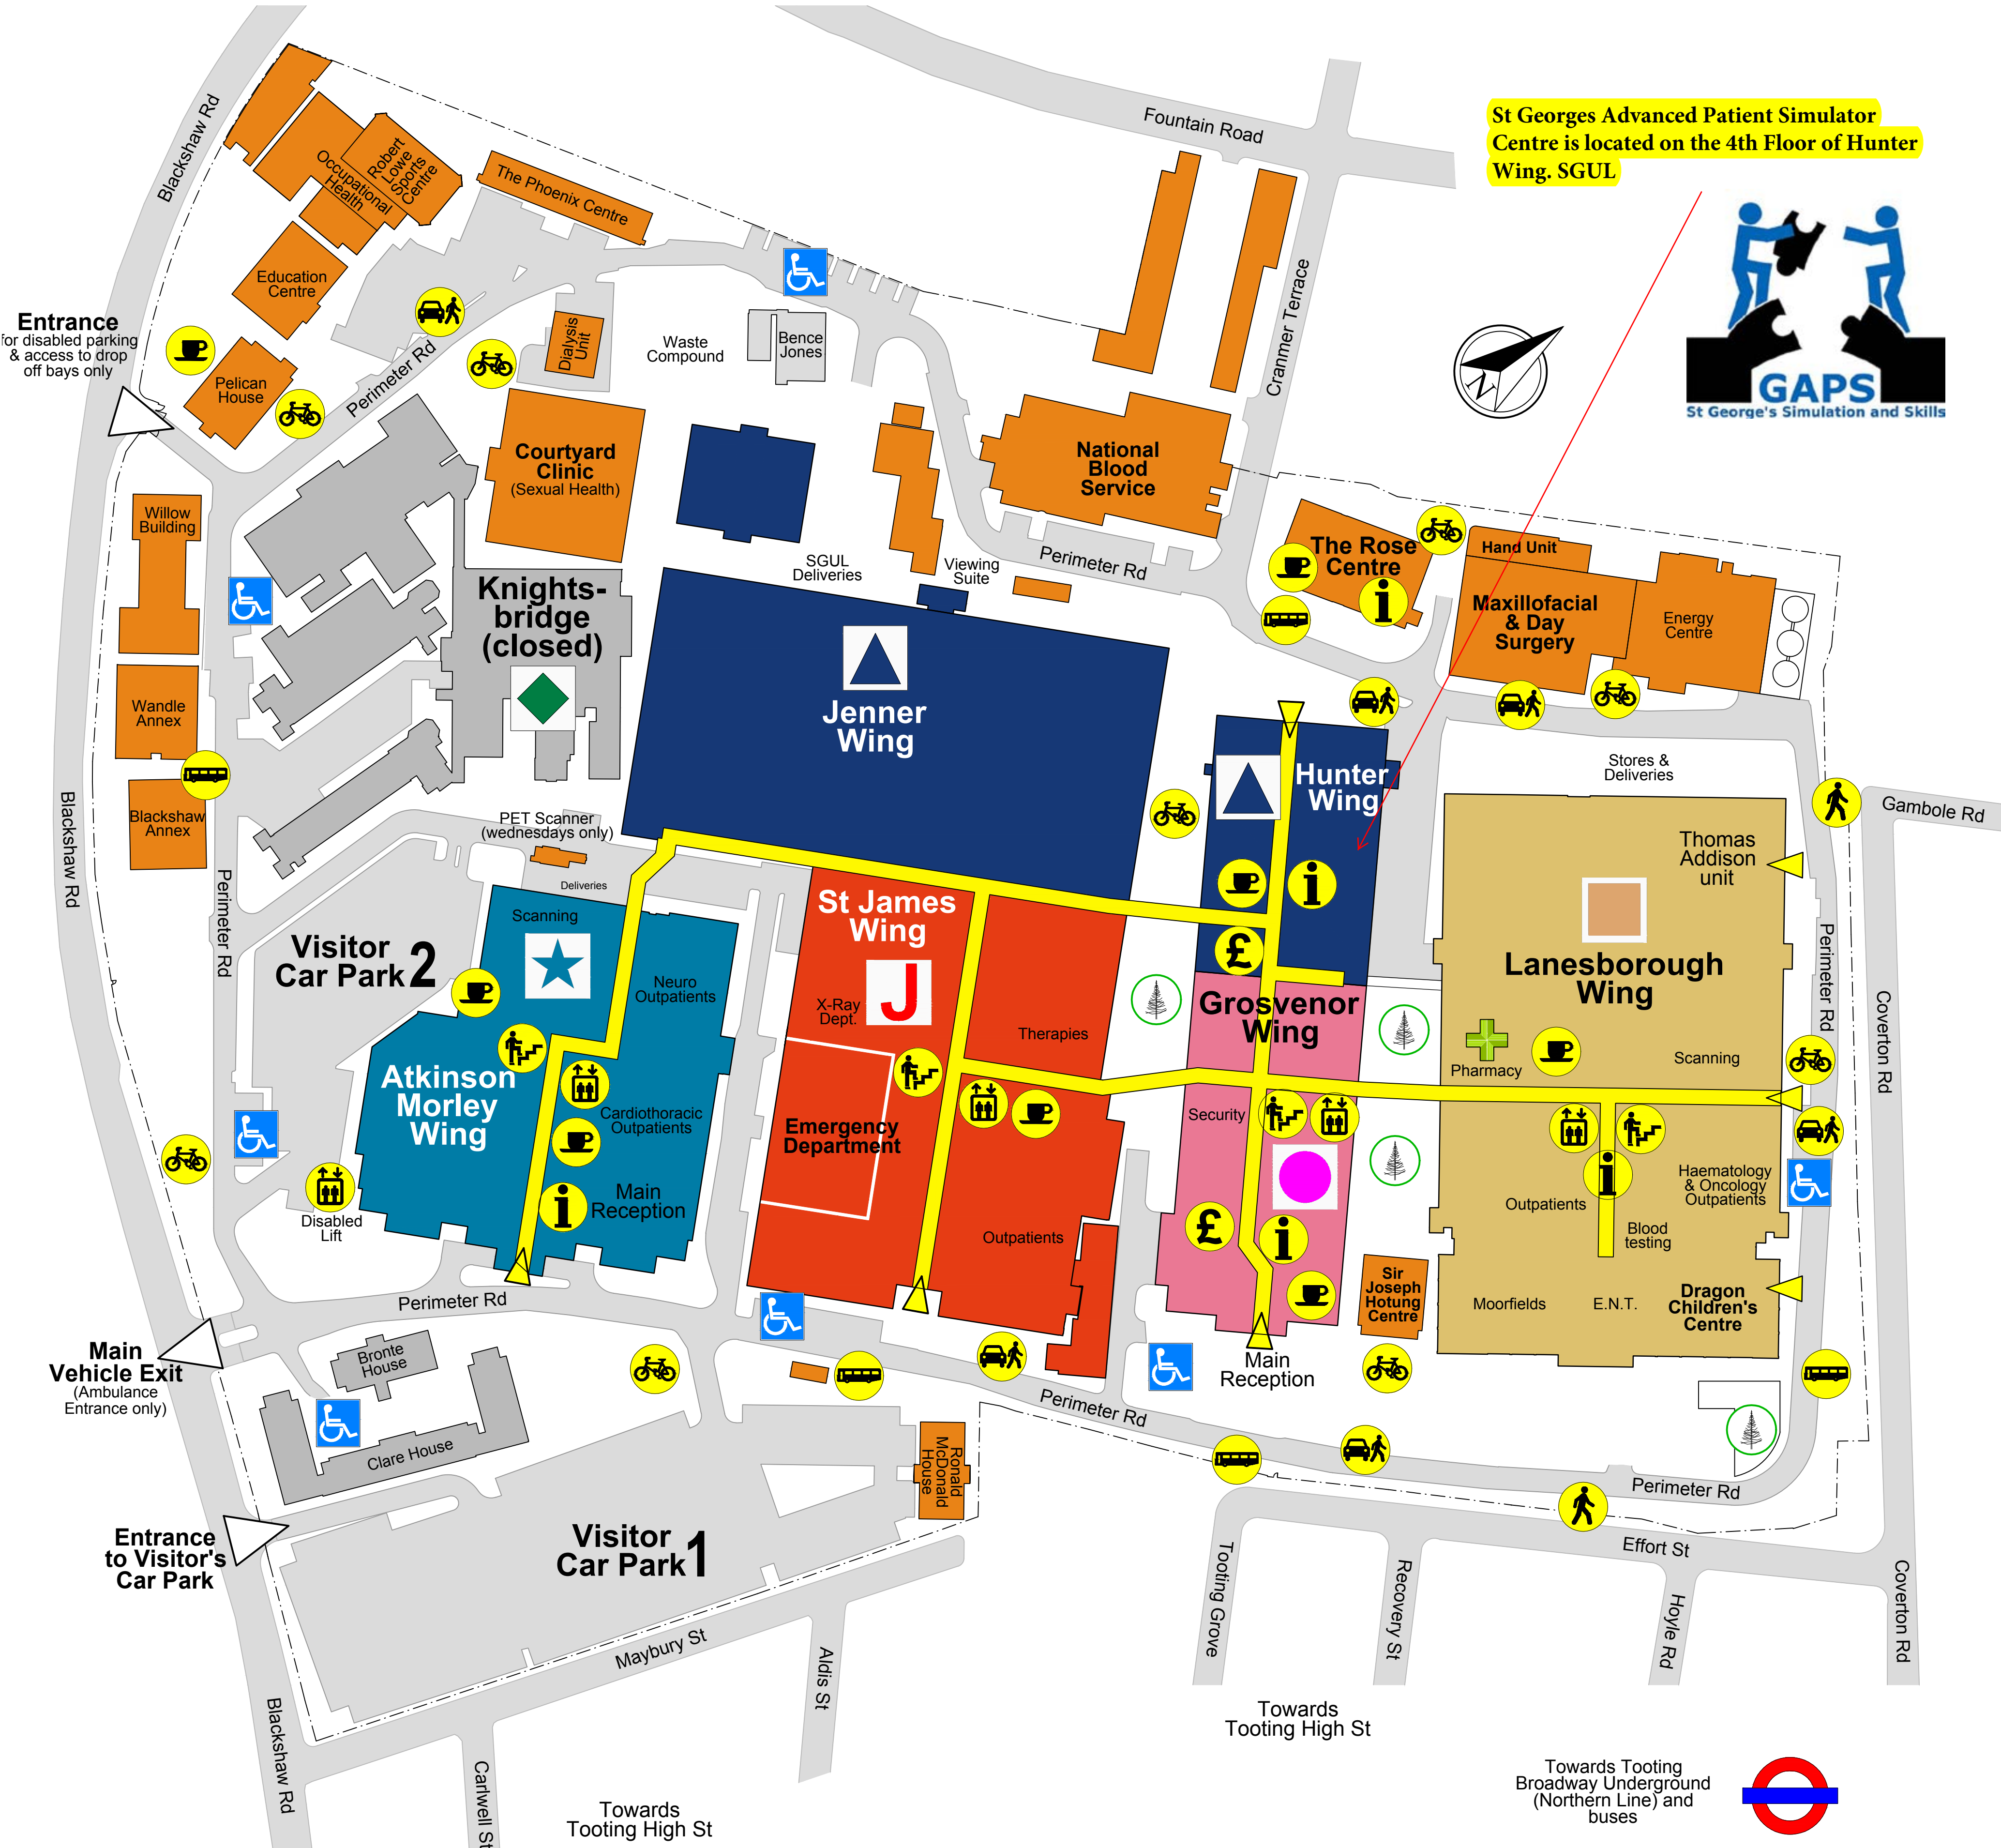 St Georges Advanced Patient Simulator
Centre is located on the 4th Floor of Hunter
Wing. SGUL
GAPS
St George's Simulation and Skills
N
Blackshaw Rd
Fountain Road
Cranmer Terrace
Occupational
Health
Robert
Lowe
Sports
Centre
The Phoenix Centre
Education
Centre
Entrance
for disabled parking
& access to drop
off bays only
Pelican
House
Perimeter Rd
Dialysis
Unit
Waste
Compound
Bence
Jones
Courtyard
Clinic
(Sexual Health)
National
Blood
Service
Willow
Building
Knights-
bridge
(closed)
SGUL
Deliveries
Viewing
Suite
Perimeter Rd
The Rose
Centre
i
Hand Unit
Maxillofacial
& Day
Surgery
Energy
Centre
Wandle
Annex
Jenner
Wing
Hunter
Wing
i
£
Stores &
Deliveries
Gambole Rd
Blackshaw
Annex
Blackshaw Rd
Perimeter Rd
PET Scanner
(wednesdays only)
Deliveries
Visitor
Car Park 2
Scanning
Neuro
Outpatients
Atkinson
Morley
Wing
Cardiothoracic
Outpatients
i
Main
Reception
Disabled
Lift
St James
Wing
J
X-Ray
Dept.
Therapies
Emergency
Department
Outpatients
Grosvenor
Wing
Security
£
i
Main
Reception
Thomas
Addison
unit
Lanesborough
Wing
Pharmacy
Scanning
i
Outpatients
Haematology
& Oncology
Outpatients
Blood
testing
Moorfields
E.N.T.
Dragon
Children's
Centre
Sir
Joseph
Hotung
Centre
Perimeter Rd
Coverton Rd
Perimeter Rd
Main
Vehicle Exit
(Ambulance
Entrance only)
Bronte
House
Clare House
Entrance
to Visitor's
Car Park
Visitor
Car Park 1
Ronald
McDonald
House
Perimeter Rd
Perimeter Rd
Effort St
Tooting Grove
Recovery St
Hoyle Rd
Coverton Rd
Maybury St
Aldis St
Blackshaw Rd
Carlwell St
Towards
Tooting High St
Towards
Tooting High St
Towards Tooting
Broadway Underground
(Northern Line) and
buses